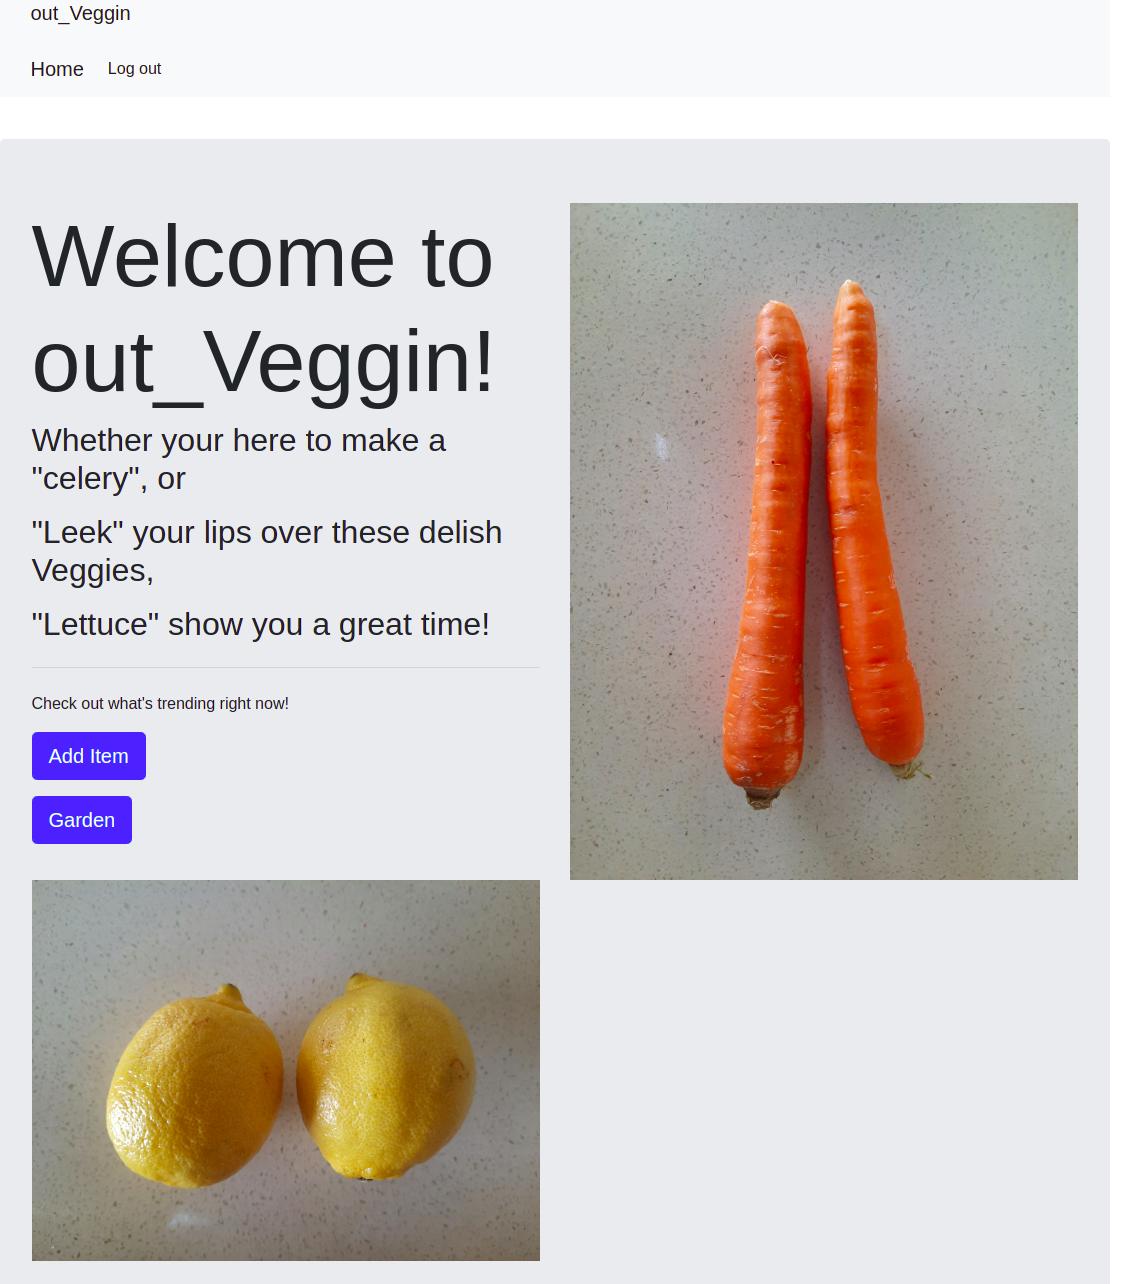 out_Veggin
Home Log out
Welcome to
out_Veggin!
Whether your here to make a
"celery", or
"Leek" your lips over these delish
Veggies,
"Lettuce" show you a great time!
Check out what's trending right now!
Add Item
Garden